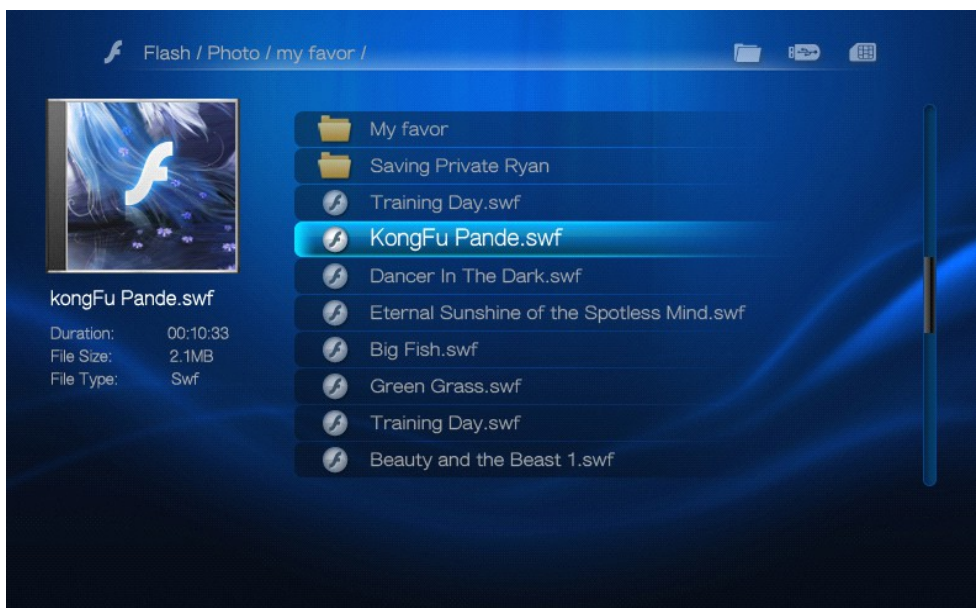 Flash / Photo / my favor /
My favor
Saving Private Ryan
Training Day.swf
KongFu Pande.swf
Dancer In The Dark.swf
Eternal Sunshine of the Spotless Mind.swf
Big Fish.swf
Green Grass.swf
Training Day.swf
Beauty and the Beast 1.swf
kongFu Pande.swf
Duration: 00:10:33
File Size: 2.1MB
File Type: Swf